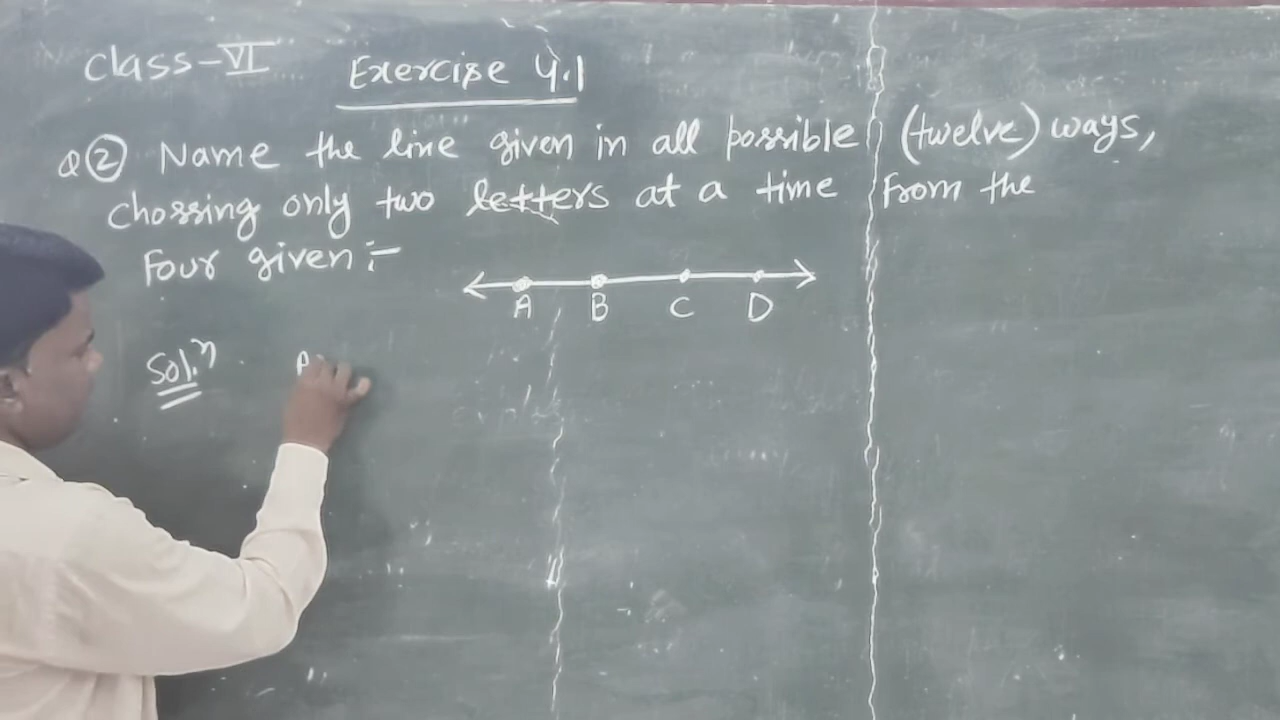 Class-VI Exercise 4.1
Q ② Name the line given in all possible (twelve) ways,
Chossing only two letters at a time from the
Four given :-
A B C D
Sol.n